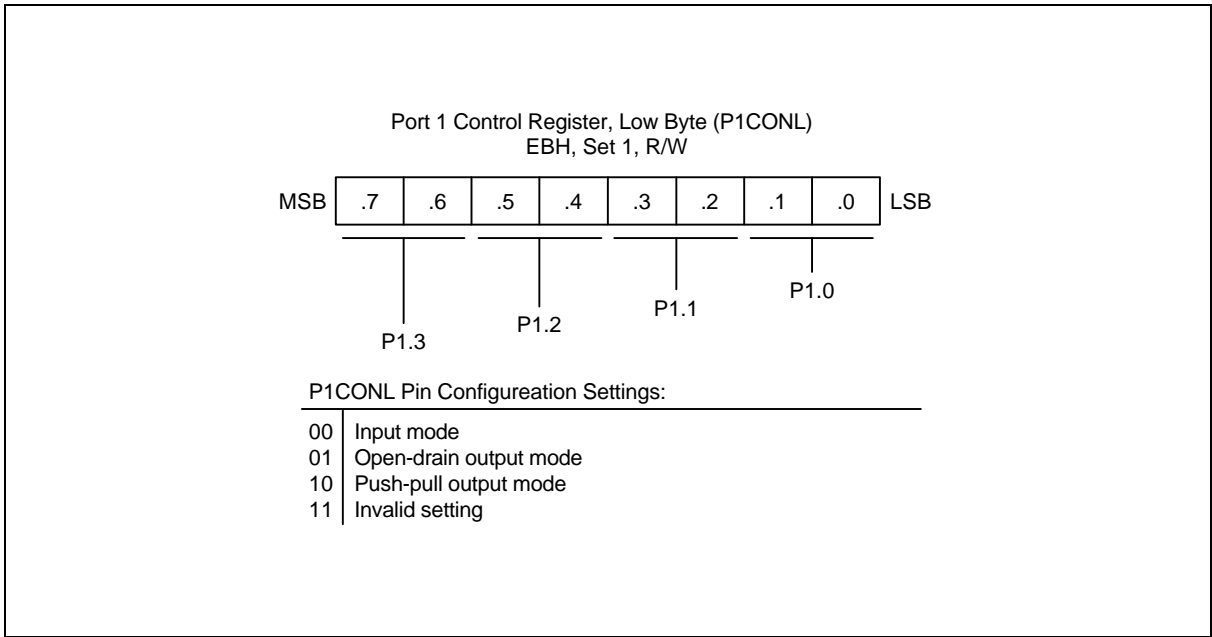 Port 1 Control Register, Low Byte (P1CONL)
EBH, Set 1, R/W
MSB .7 .6 .5 .4 .3 .2 .1 .0 LSB
P1.0
P1.1
P1.2
P1.3
P1CONL Pin Configureation Settings:
00 Input mode
01 Open-drain output mode
10 Push-pull output mode
11 Invalid setting